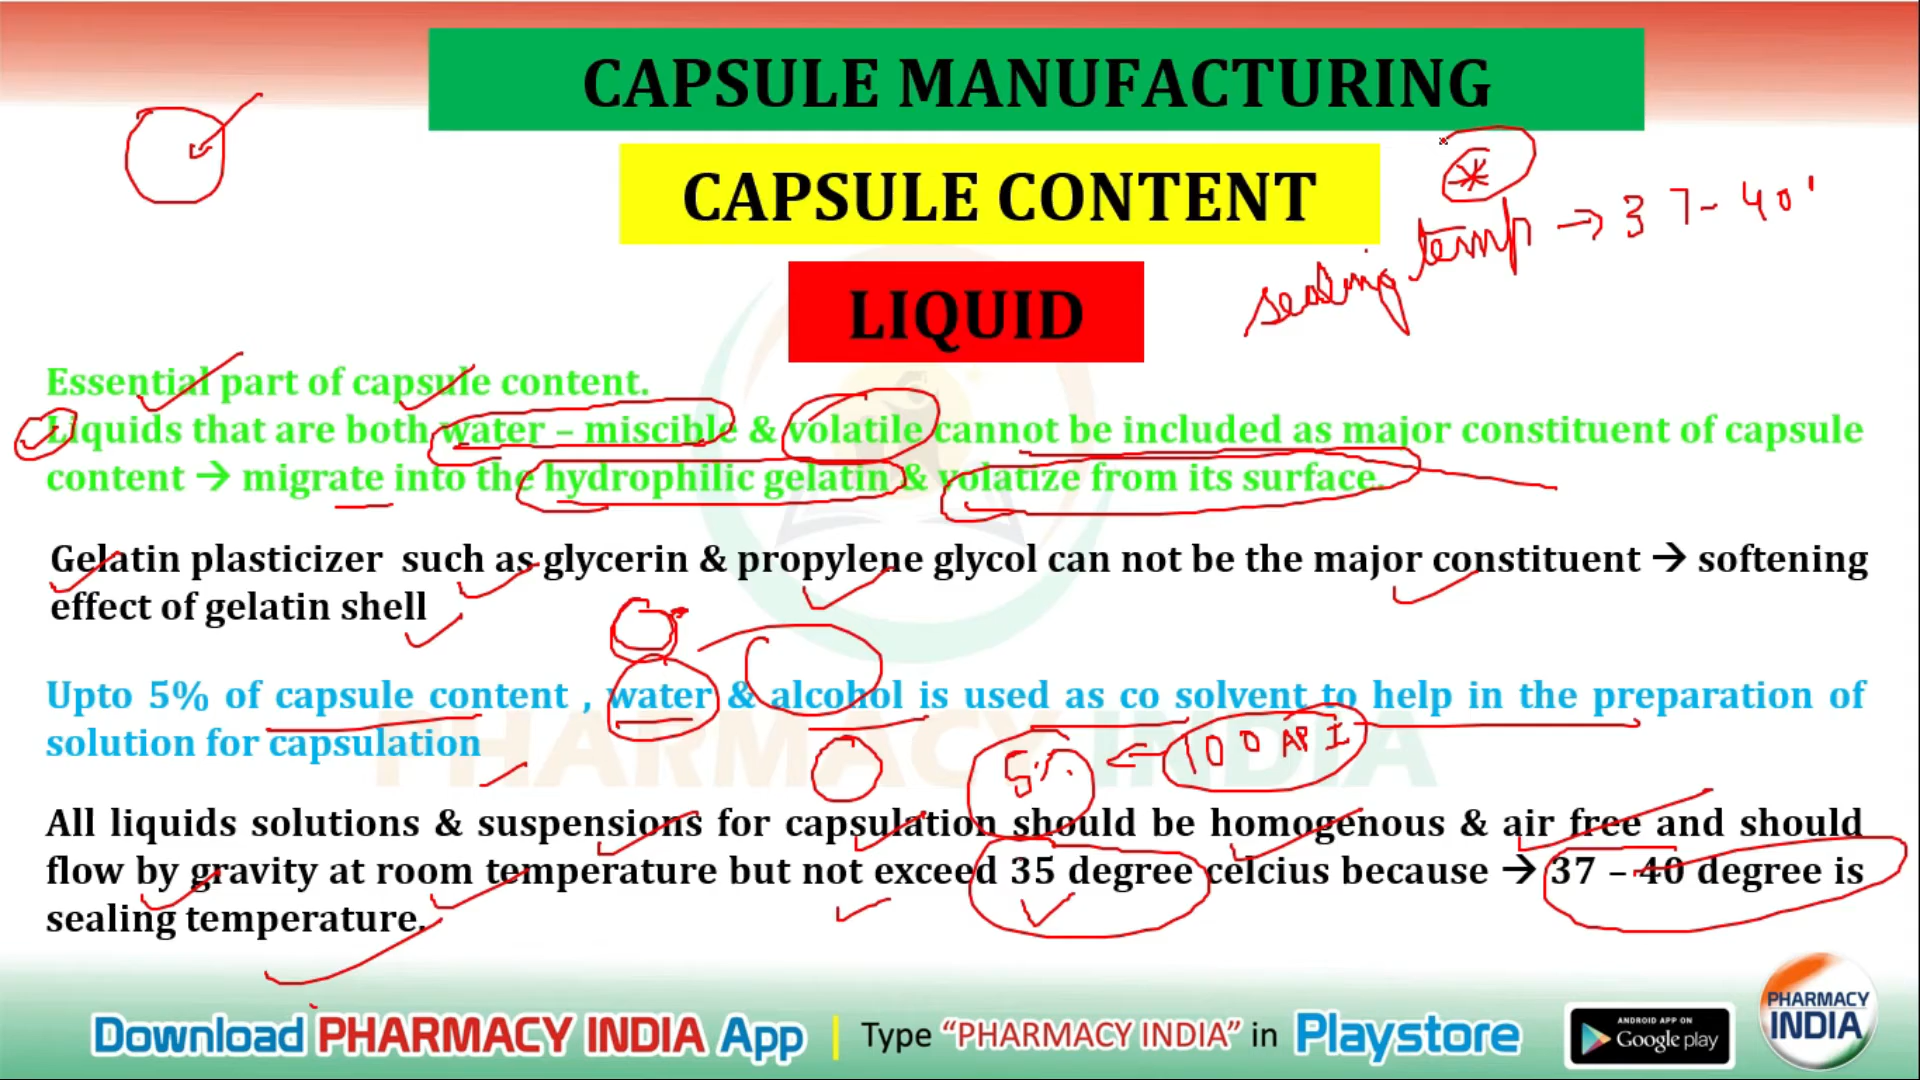 CAPSULE MANUFACTURING
CAPSULE CONTENT
LIQUID
*
sealing temp → 37-40°
Essential part of capsule content.
Liquids that are both water – miscible & volatile cannot be included as major constituent of capsule
content → migrate into the hydrophilic gelatin & volatize from its surface.
Gelatin plasticizer such as glycerin & propylene glycol can not be the major constituent → softening
effect of gelatin shell
Upto 5% of capsule content , water & alcohol is used as co solvent to help in the preparation of
solution for capsulation
5% ← 100 API
All liquids solutions & suspensions for capsulation should be homogenous & air free and should
flow by gravity at room temperature but not exceed 35 degree celcius because → 37 – 40 degree is
sealing temperature.
PHARMACY INDIA
Download PHARMACY INDIA App | Type “PHARMACY INDIA” in Playstore
ANDROID APP ON
Google play
PHARMACY
INDIA